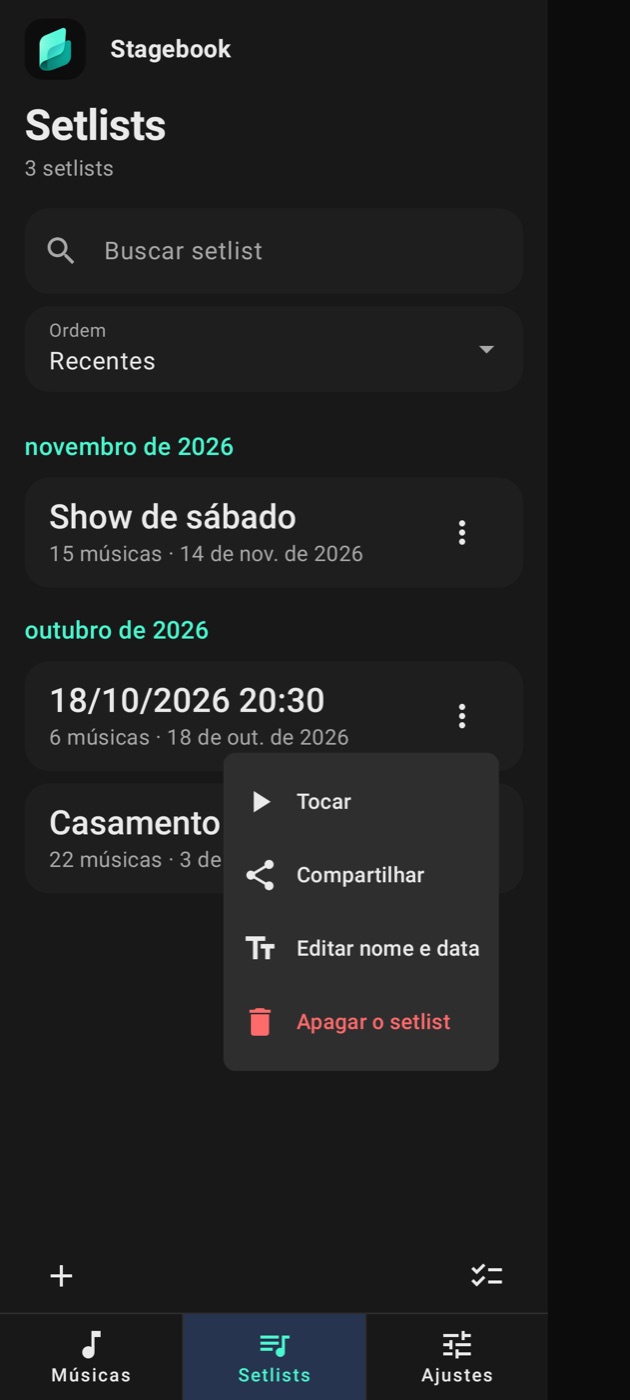 Stagebook
Setlists
3 setlists
Buscar setlist
Ordem
Recentes
novembro de 2026
Show de sábado
15 músicas · 14 de nov. de 2026
outubro de 2026
18/10/2026 20:30
6 músicas · 18 de out. de 2026
Casamento
22 músicas · 3 de
Tocar
Compartilhar
Editar nome e data
Apagar o setlist
Músicas
Setlists
Ajustes